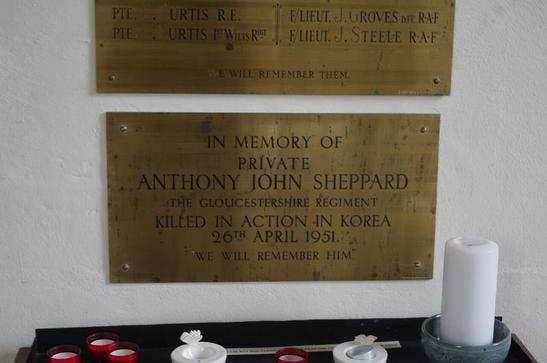 PTE. URTIS R.E. F/LIEUT. J. GROVES DFC R.A.F
PTE. URTIS 1ST WILTS RGT F/LIEUT. J. STEELE R.A.F
WE WILL REMEMBER THEM.
IN MEMORY OF
PRIVATE
ANTHONY JOHN SHEPPARD
THE GLOUCESTERSHIRE REGIMENT
KILLED IN ACTION IN KOREA
26TH APRIL 1951.
"WE WILL REMEMBER HIM"